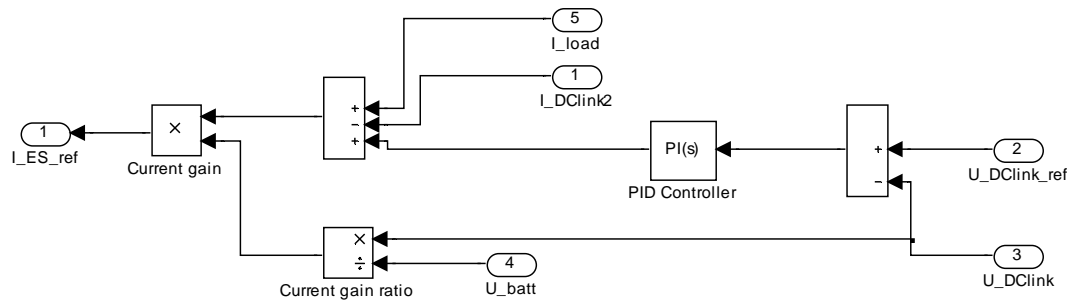 5
I_load
1
I_DClink2
+
−
+
×
1
I_ES_ref
Current gain
PI(s)
PID Controller
+
−
2
U_DClink_ref
×
÷
Current gain ratio
4
U_batt
3
U_DClink